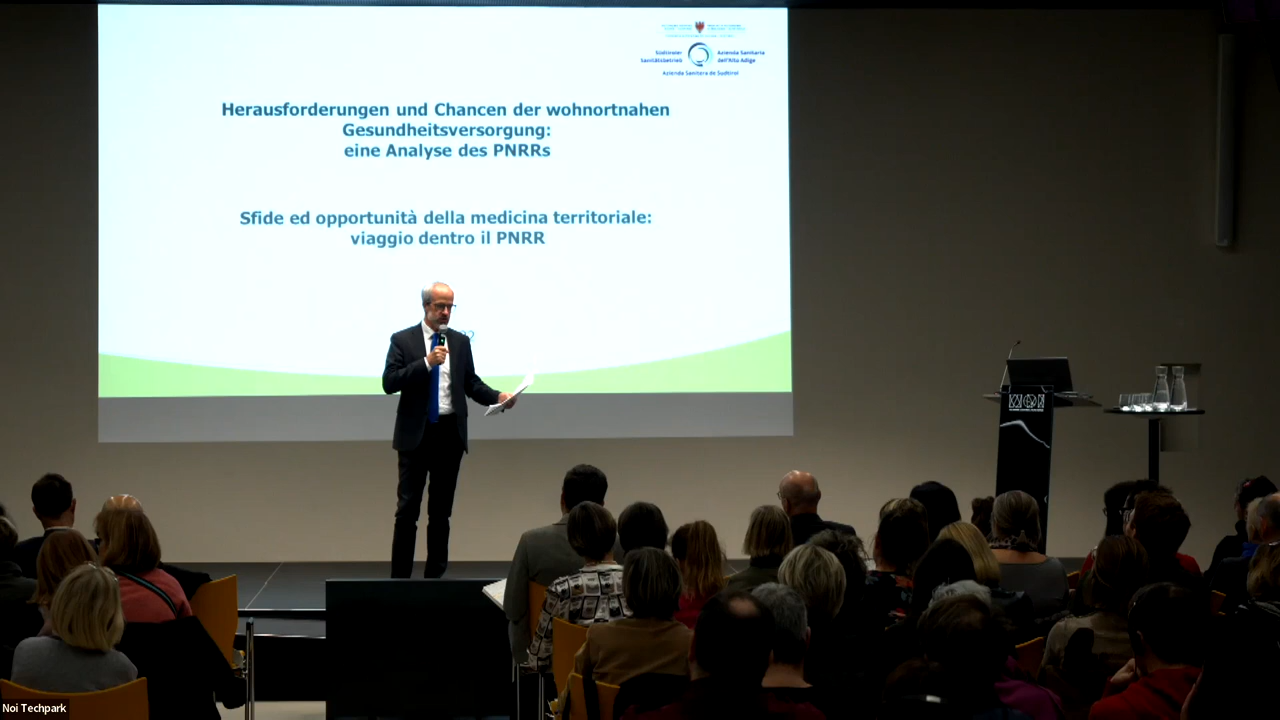 Südtiroler
Sanitätsbetrieb
Azienda Sanitaria
dell'Alto Adige
Azienda Sanitera de Sudtirol
Herausforderungen und Chancen der wohnortnahen
Gesundheitsversorgung:
eine Analyse des PNRRs
Sfide ed opportunità della medicina territoriale:
viaggio dentro il PNRR
Noi Techpark